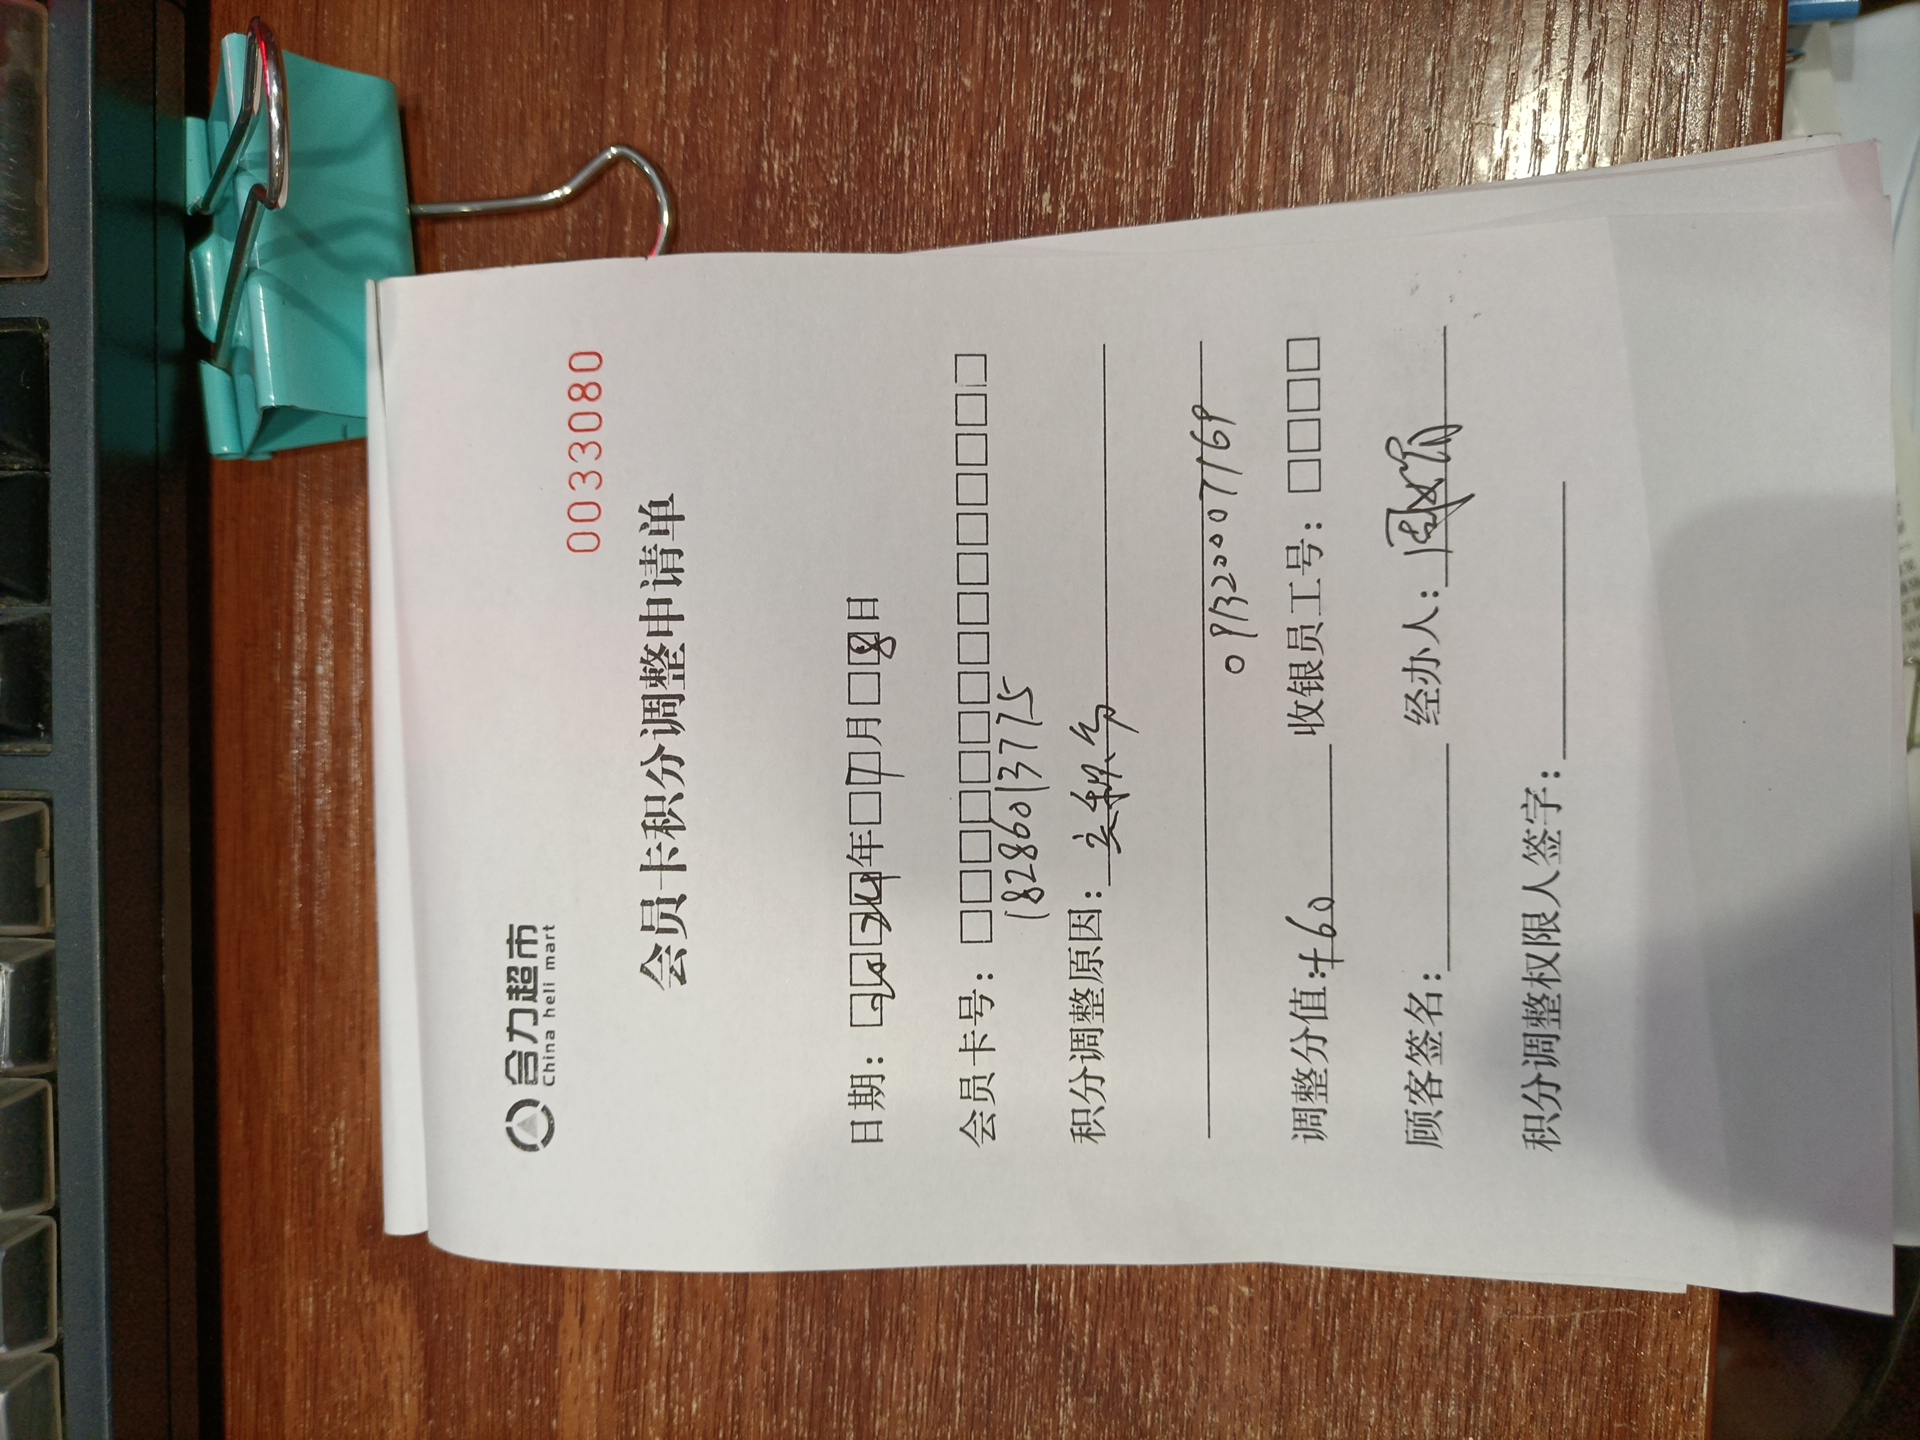 合力超市
China heli mart
0033080
会员卡积分调整申请单
日期：2024年7月8日
会员卡号：□□□□□□□□□□□□□□□
18286013775
积分调整原因：
0913200077169
调整分值：+60 收银员工号：□□□□
顾客签名： 经办人：
积分调整权限人签字：